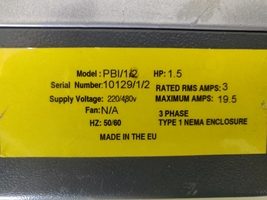 Model: PBI/1/2 HP: 1.5
Serial Number: 10129/1/2 RATED RMS AMPS: 3
Supply Voltage: 220/480v MAXIMUM AMPS: 19.5
Fan: N/A 3 PHASE
HZ: 50/60 TYPE 1 NEMA ENCLOSURE
MADE IN THE EU